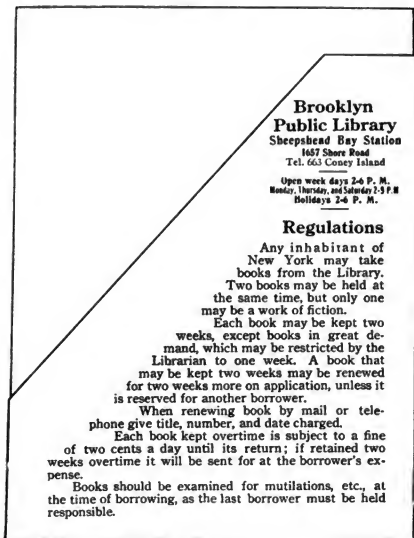 Brooklyn
Public Library
Sheepshead Bay Station
1657 Shore Road
Tel. 663 Coney Island
Open week days 2-6 P. M.
Monday, Thursday, and Saturday 2-9 P. M
Holidays 2-6 P. M.
Regulations
Any inhabitant of
New York may take
books from the Library.
Two books may be held at
the same time, but only one
may be a work of fiction.
Each book may be kept two
weeks, except books in great de-
mand, which may be restricted by the
Librarian to one week. A book that
may be kept two weeks may be renewed
for two weeks more on application, unless it
is reserved for another borrower.
When renewing book by mail or tele-
phone give title, number, and date charged.
Each book kept overtime is subject to a fine
of two cents a day until its return; if retained two
weeks overtime it will be sent for at the borrower's ex-
pense.
Books should be examined for mutilations, etc., at
the time of borrowing, as the last borrower must be held
responsible.